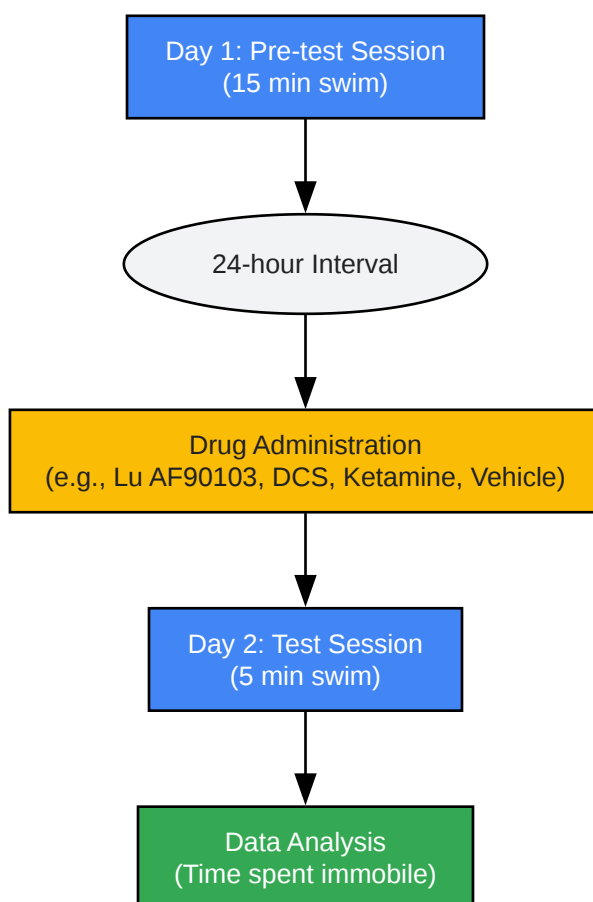 Day 1: Pre-test Session
(15 min swim)
24-hour Interval
Drug Administration
(e.g., Lu AF90103, DCS, Ketamine, Vehicle)
Day 2: Test Session
(5 min swim)
Data Analysis
(Time spent immobile)